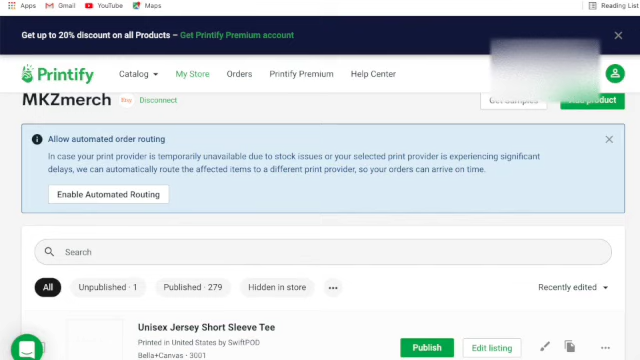 Apps Gmail YouTube Maps Reading List
Get up to 20% discount on all Products – Get Printify Premium account
Printify Catalog My Store Orders Printify Premium Help Center
MKZmerch Etsy Disconnect Get samples product
Allow automated order routing
In case your print provider is temporarily unavailable due to stock issues or your selected print provider is experiencing significant
delays, we can automatically route the affected items to a different print provider, so your orders can arrive on time.
Enable Automated Routing
Search
All Unpublished · 1 Published · 279 Hidden in store Recently edited
Unisex Jersey Short Sleeve Tee
Printed in United States by SwiftPOD
Bella+Canvas · 3001
Publish Edit listing